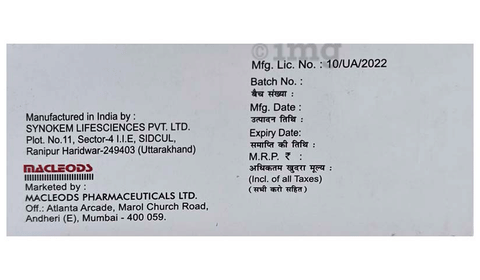 ©img
Mfg. Lic. No. : 10/UA/2022
Batch No. :
बैच संख्या :
Mfg. Date :
उत्पादन तिथि :
Expiry Date:
समाप्ति की तिथि :
M.R.P. ₹ :
अधिकतम खुदरा मूल्य :
(Incl. of all Taxes)
(सभी करो सहित)
Manufactured in India by :
SYNOKEM LIFESCIENCES PVT. LTD.
Plot. No.11, Sector-4 I.I.E, SIDCUL,
Ranipur Haridwar-249403 (Uttarakhand)
MACLEODS
Marketed by :
MACLEODS PHARMACEUTICALS LTD.
Off.: Atlanta Arcade, Marol Church Road,
Andheri (E), Mumbai - 400 059.